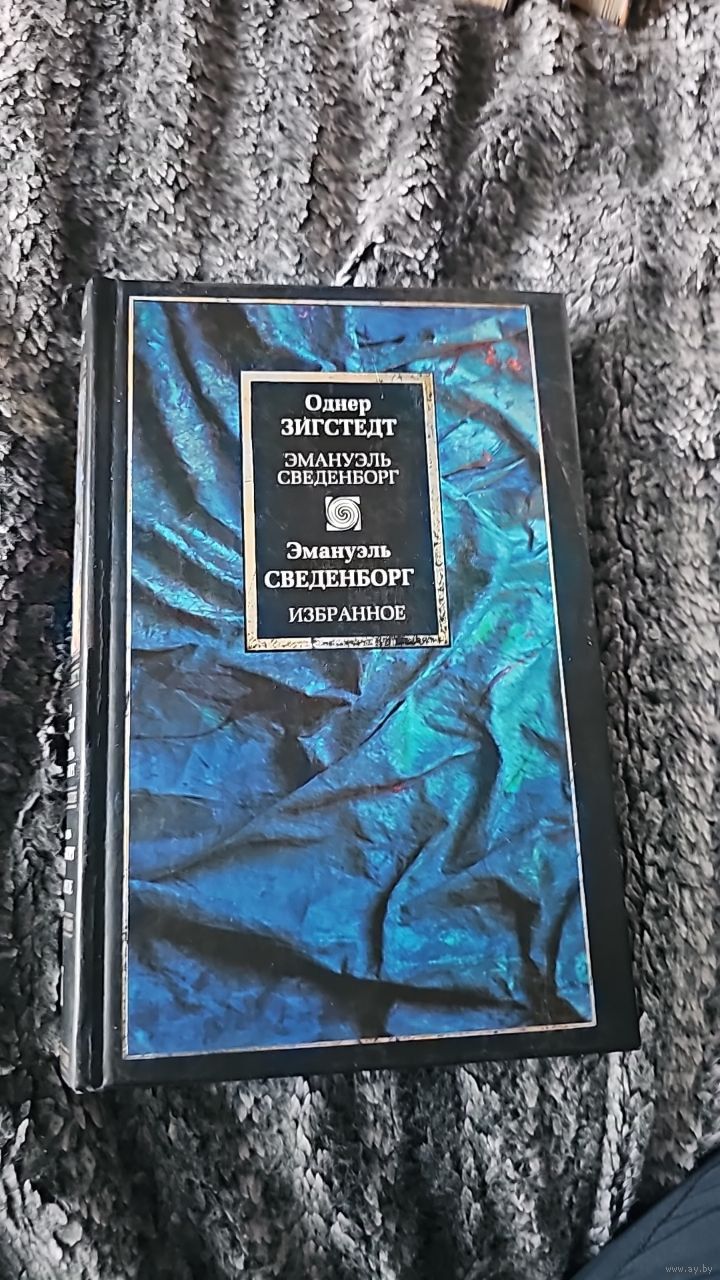 Однер
ЗИГСТЕДТ
ЭМАНУЭЛЬ
СВЕДЕНБОРГ
Эмануэль
СВЕДЕНБОРГ
ИЗБРАННОЕ
www.ay.by